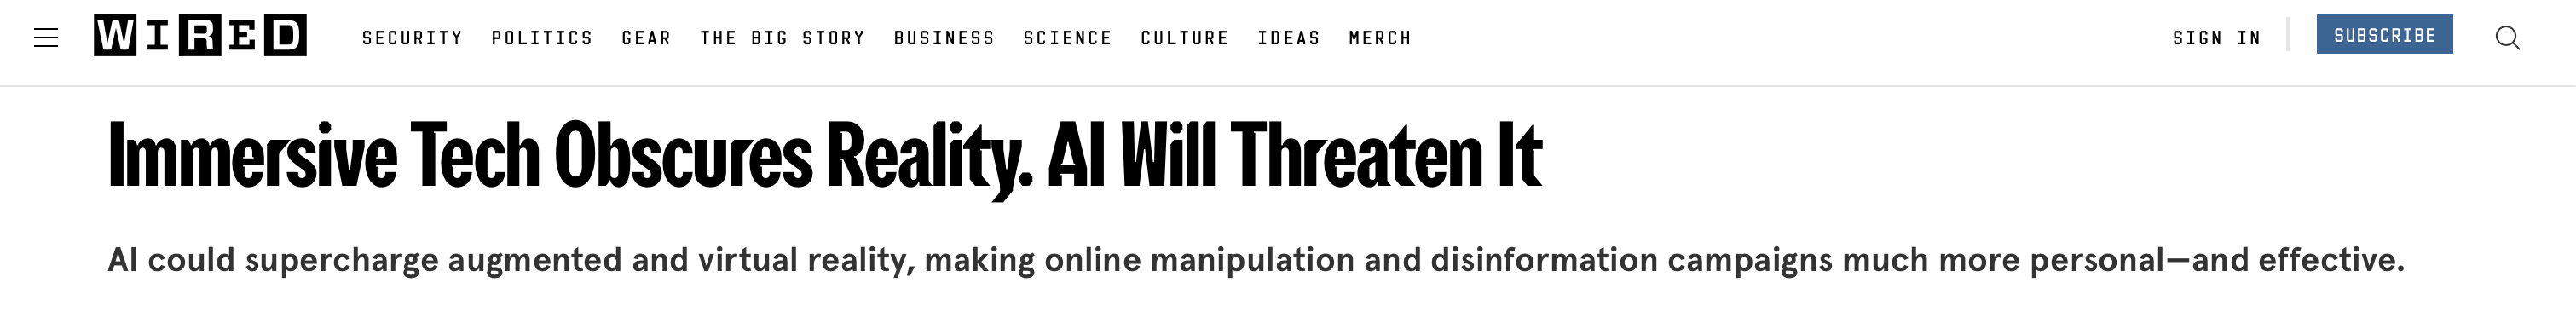 WIRED SECURITY POLITICS GEAR THE BIG STORY BUSINESS SCIENCE CULTURE IDEAS MERCH SIGN IN SUBSCRIBE
Immersive Tech Obscures Reality. AI Will Threaten It
AI could supercharge augmented and virtual reality, making online manipulation and disinformation campaigns much more personal—and effective.